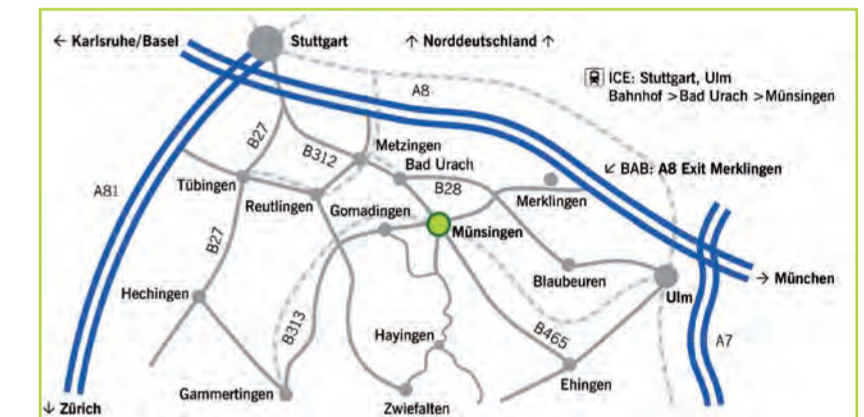 ← Karlsruhe/Basel
Stuttgart
↑ Norddeutschland ↑
ICE: Stuttgart, Ulm
Bahnhof > Bad Urach > Münsingen
A8
B27
B312
Metzingen
Bad Urach
↙ BAB: A8 Exit Merklingen
A81
Tübingen
B28
Merklingen
Reutlingen
Gomadingen
Münsingen
B27
Blaubeuren
→ München
Hechingen
Ulm
B313
Hayingen
B465
A7
Gammertingen
Ehingen
↓ Zürich
Zwiefalten